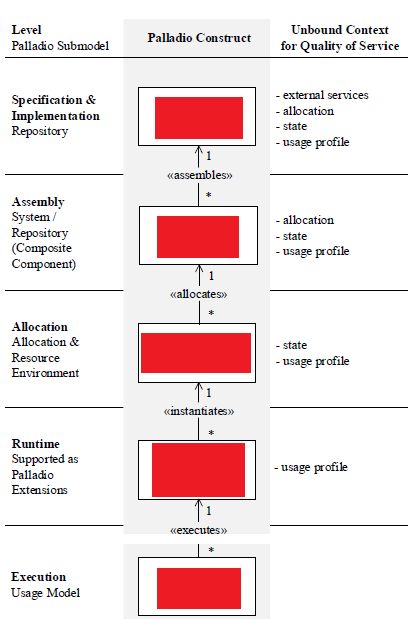 Level
Palladio Submodel
Palladio Construct
Unbound Context
for Quality of Service
Specification &
Implementation
Repository
- external services
- allocation
- state
- usage profile
1
«assembles»
*
Assembly
System /
Repository
(Composite
Component)
- allocation
- state
- usage profile
1
«allocates»
*
Allocation
Allocation &
Resource
Environment
- state
- usage profile
1
«instantiates»
*
Runtime
Supported as
Palladio
Extensions
- usage profile
1
«executes»
*
Execution
Usage Model